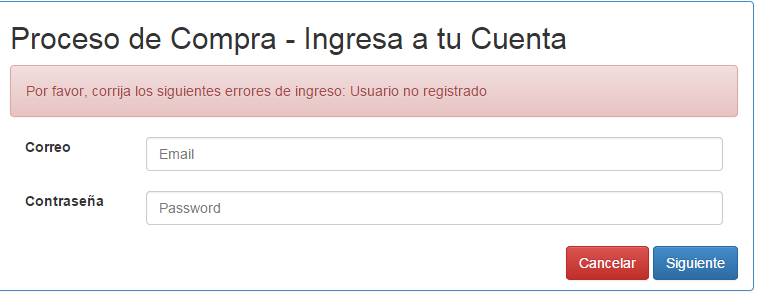 Proceso de Compra - Ingresa a tu Cuenta
Por favor, corrija los siguientes errores de ingreso: Usuario no registrado
Correo
Email
Contraseña
Password
Cancelar
Siguiente